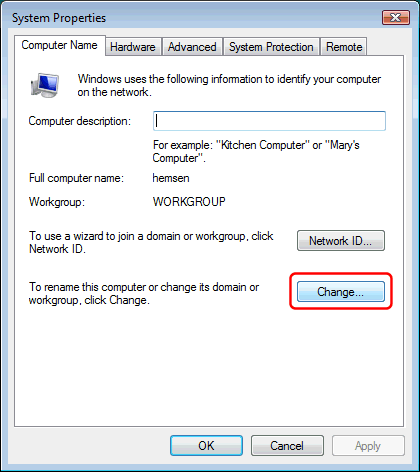 System Properties
Computer Name
Hardware
Advanced
System Protection
Remote
Windows uses the following information to identify your computer
on the network.
Computer description:
For example: "Kitchen Computer" or "Mary's
Computer".
Full computer name:
hemsen
Workgroup:
WORKGROUP
To use a wizard to join a domain or workgroup, click
Network ID.
Network ID...
To rename this computer or change its domain or
workgroup, click Change.
Change...
OK
Cancel
Apply